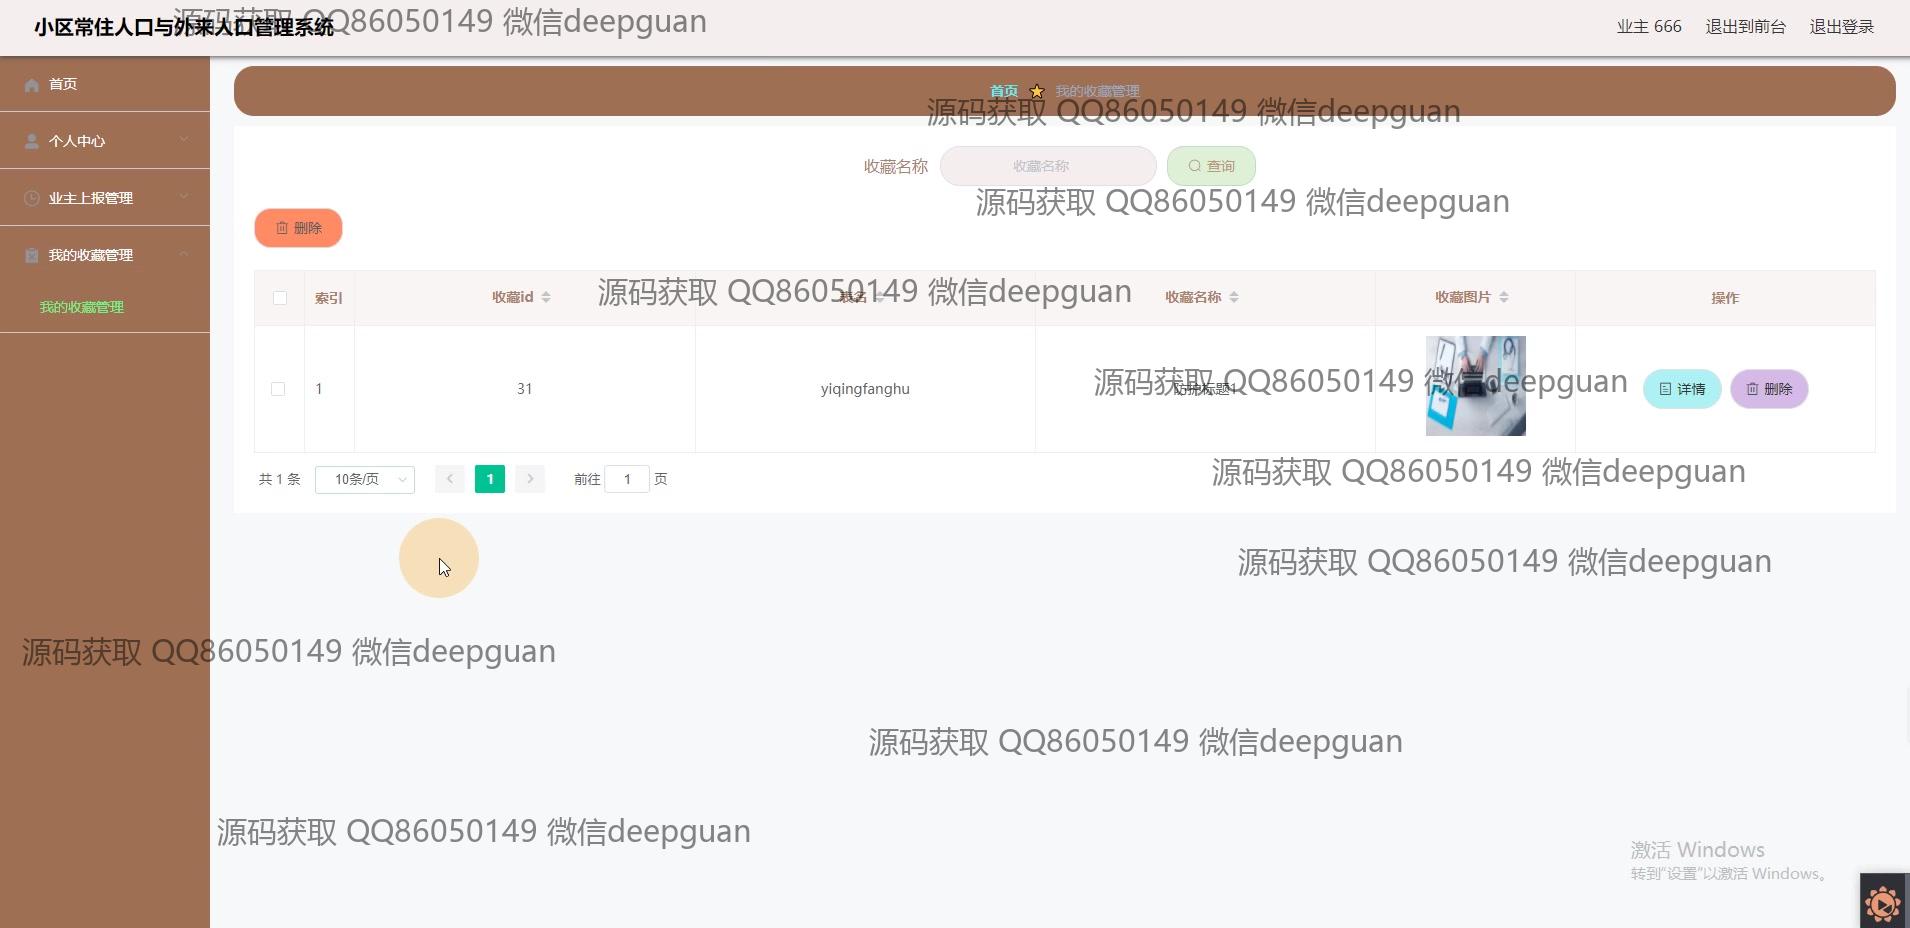 小区常住人口与外来人口管理系统
源码获取 QQ86050149 微信deepguan
业主 666 退出到前台 退出登录
首页
个人中心
业主上报管理
我的收藏管理
我的收藏管理
首页 我的收藏管理
源码获取 QQ86050149 微信deepguan
收藏名称 收藏名称 查询
源码获取 QQ86050149 微信deepguan
删除
索引 收藏id 表名 收藏名称 收藏图片 操作
源码获取 QQ86050149 微信deepguan
1 31 yiqingfanghu 防护标题1 详情 删除
源码获取 QQ86050149 微信deepguan
共 1 条 10条/页 1 前往 1 页
源码获取 QQ86050149 微信deepguan
源码获取 QQ86050149 微信deepguan
源码获取 QQ86050149 微信deepguan
源码获取 QQ86050149 微信deepguan
源码获取 QQ86050149 微信deepguan
激活 Windows
转到“设置”以激活 Windows。